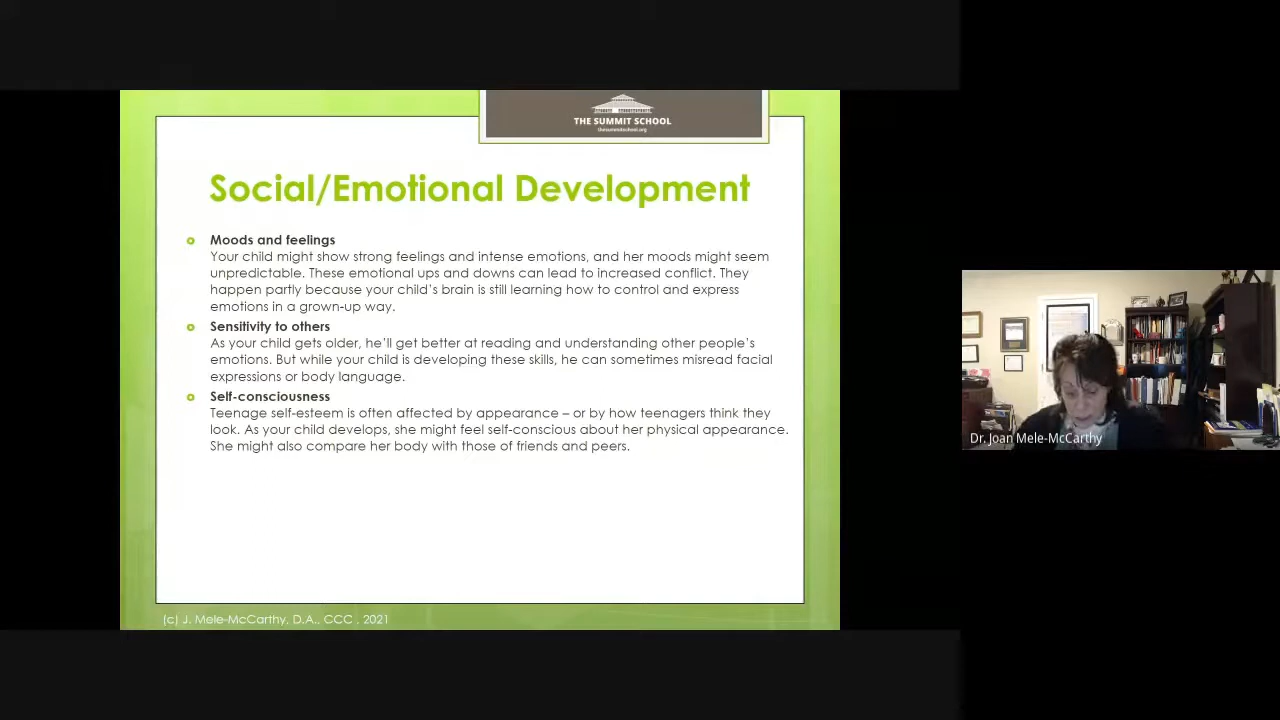 THE SUMMIT SCHOOL
thesummitschool.org
Social/Emotional Development
Moods and feelings
Your child might show strong feelings and intense emotions, and her moods might seem
unpredictable. These emotional ups and downs can lead to increased conflict. They
happen partly because your child’s brain is still learning how to control and express
emotions in a grown-up way.
Sensitivity to others
As your child gets older, he’ll get better at reading and understanding other people’s
emotions. But while your child is developing these skills, he can sometimes misread facial
expressions or body language.
Self-consciousness
Teenage self-esteem is often affected by appearance – or by how teenagers think they
look. As your child develops, she might feel self-conscious about her physical appearance.
She might also compare her body with those of friends and peers.
(c) J. Mele-McCarthy, D.A., CCC , 2021
Dr. Joan Mele-McCarthy